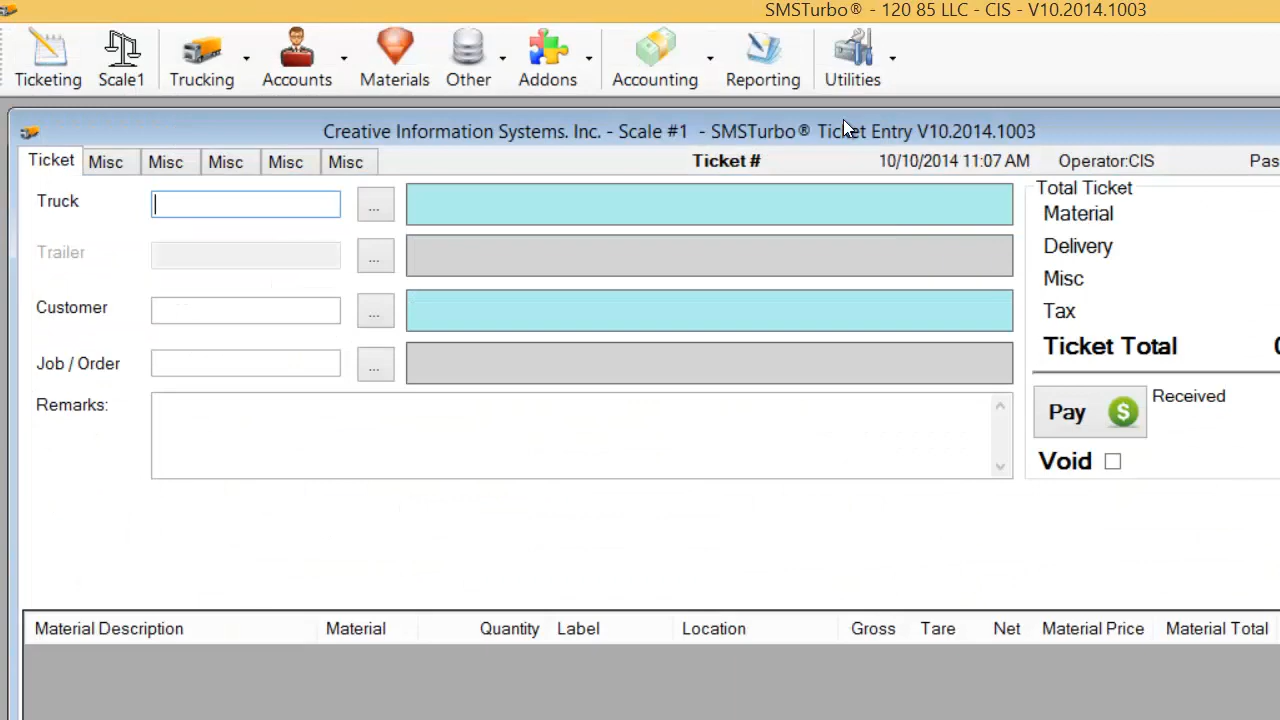 SMSTurbo® - 120 85 LLC - CIS - V10.2014.1003
Ticketing Scale1 Trucking Accounts Materials Other Addons Accounting Reporting Utilities
Creative Information Systems. Inc. - Scale #1 - SMSTurbo® Ticket Entry V10.2014.1003
Ticket Misc Misc Misc Misc Misc Ticket # 10/10/2014 11:07 AM Operator:CIS
Truck ...
Trailer ...
Customer ...
Job / Order ...
Remarks:
Total Ticket
Material
Delivery
Misc
Tax
Ticket Total
Pay $ Received
Void
Material Description Material Quantity Label Location Gross Tare Net Material Price Material Total